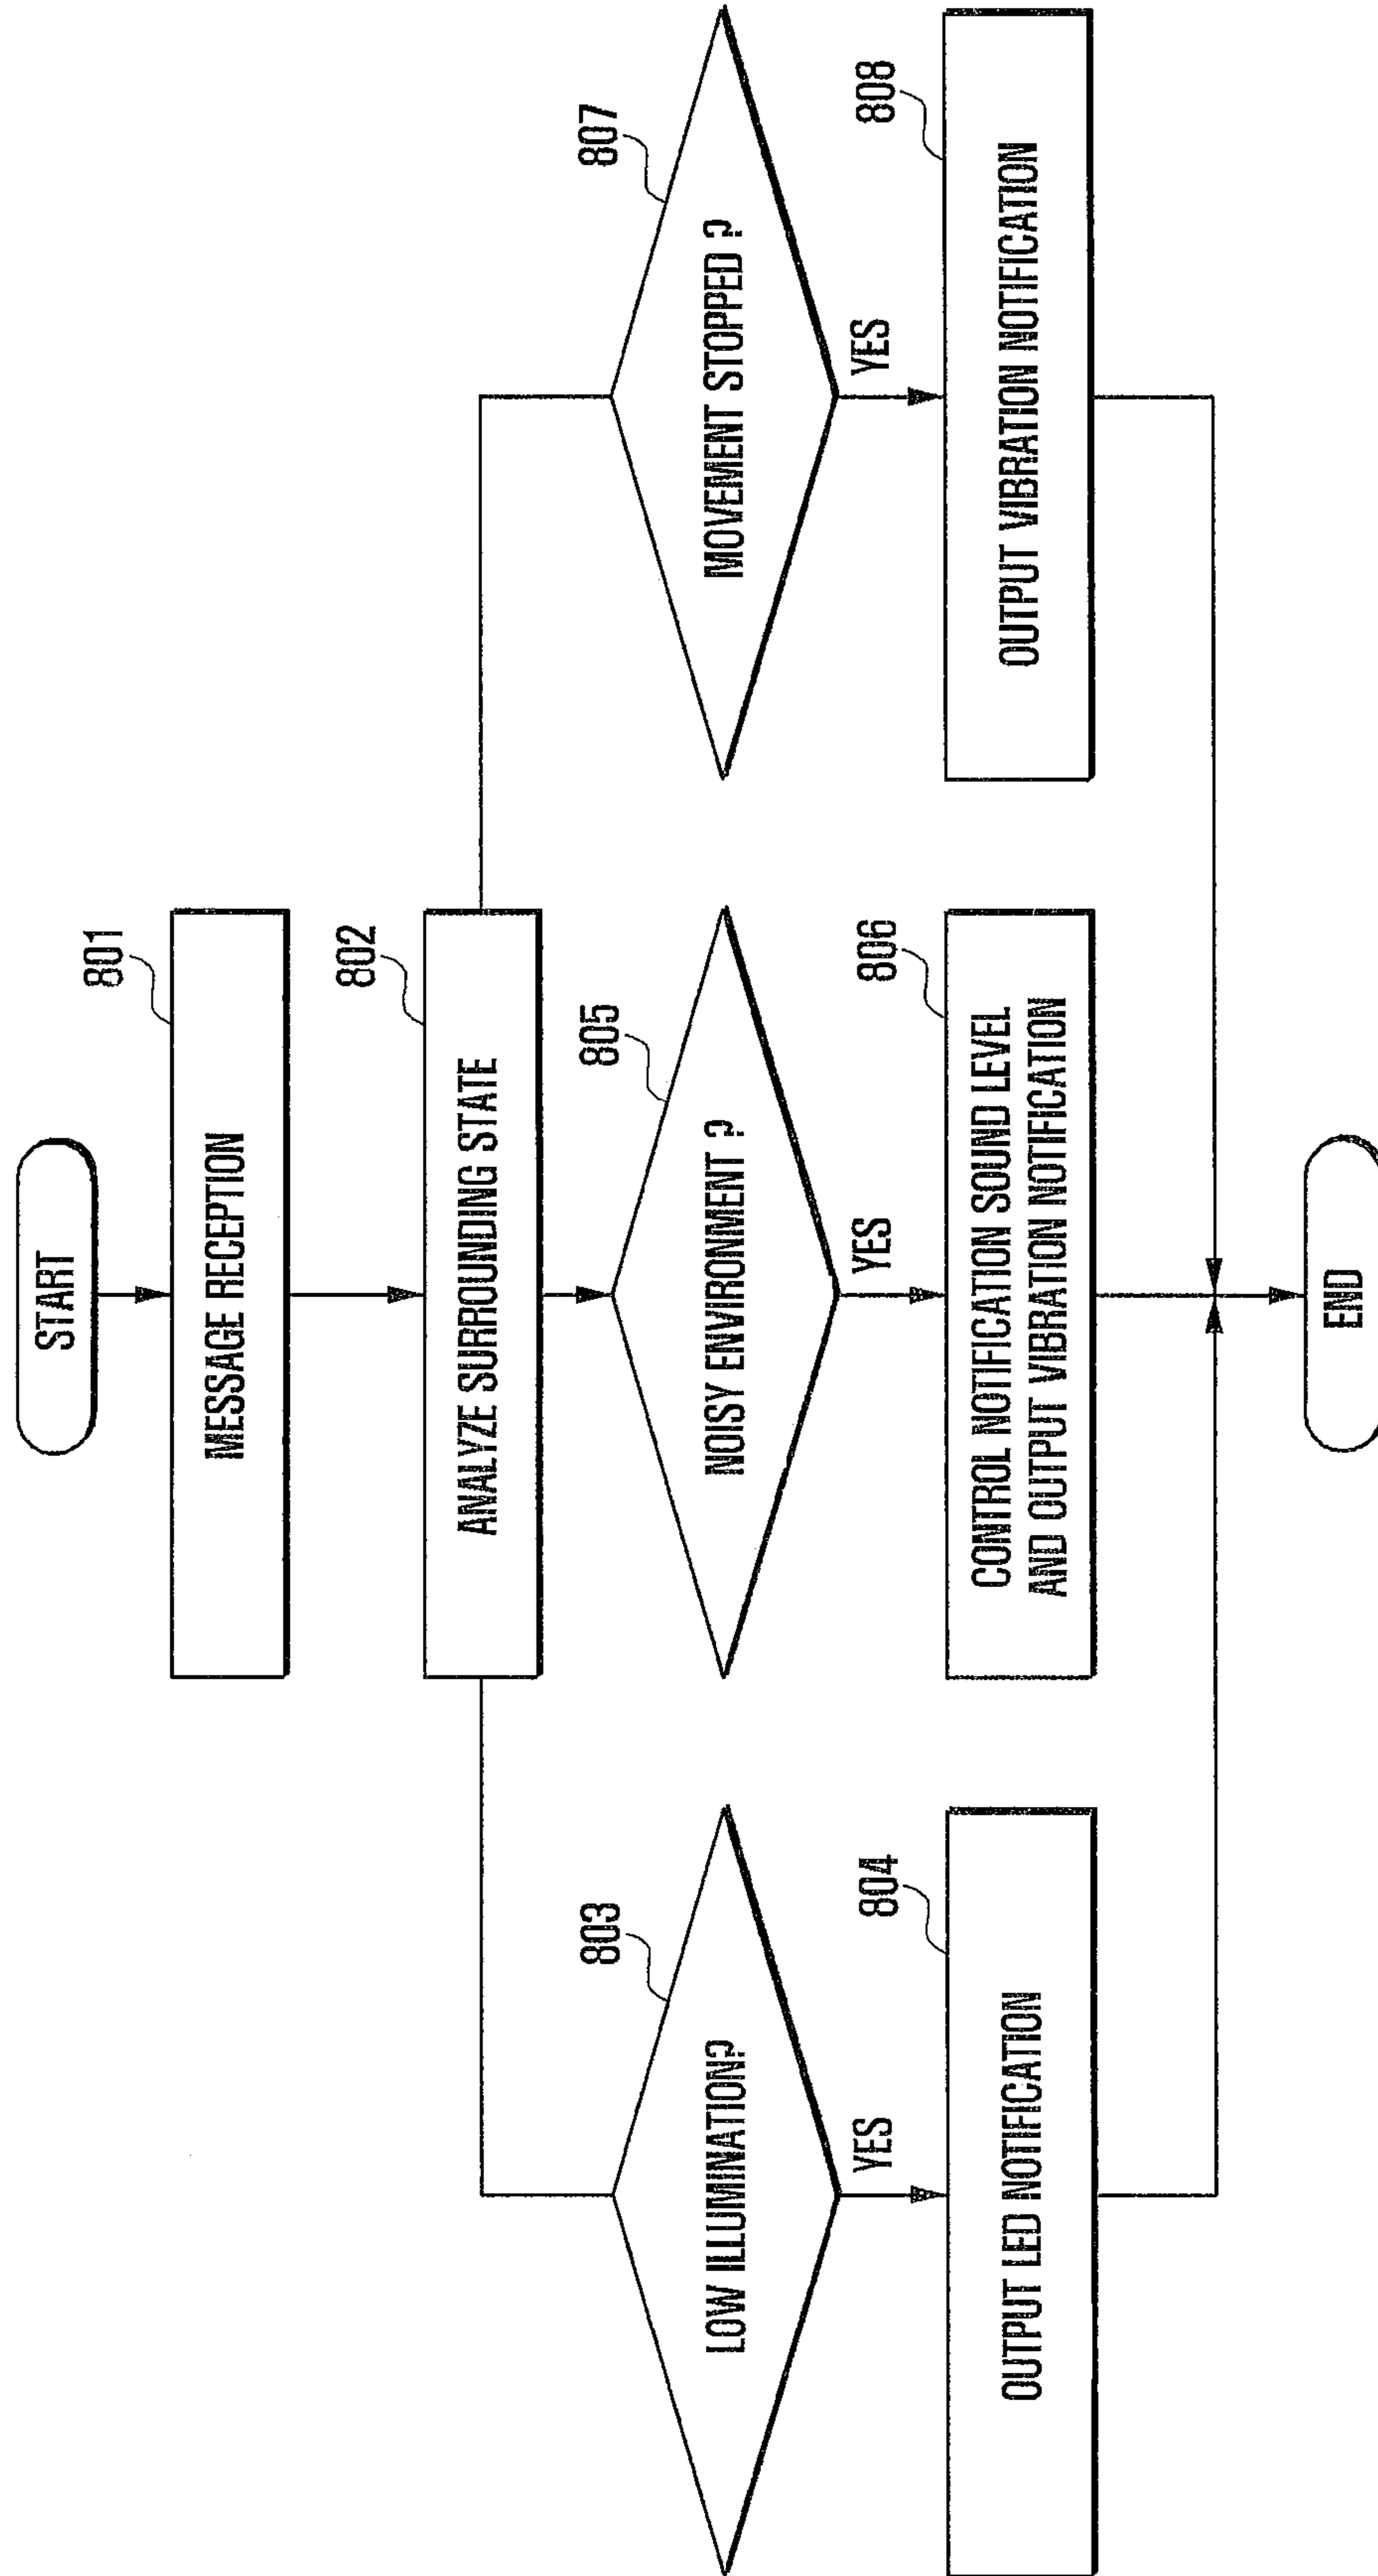 START
801
MESSAGE RECEPTION
802
ANALYZE SURROUNDING STATE
803
LOW ILLUMINATION?
805
NOISY ENVIRONMENT ?
807
MOVEMENT STOPPED ?
YES
YES
YES
804
OUTPUT LED NOTIFICATION
806
CONTROL NOTIFICATION SOUND LEVEL
AND OUTPUT VIBRATION NOTIFICATION
808
OUTPUT VIBRATION NOTIFICATION
END